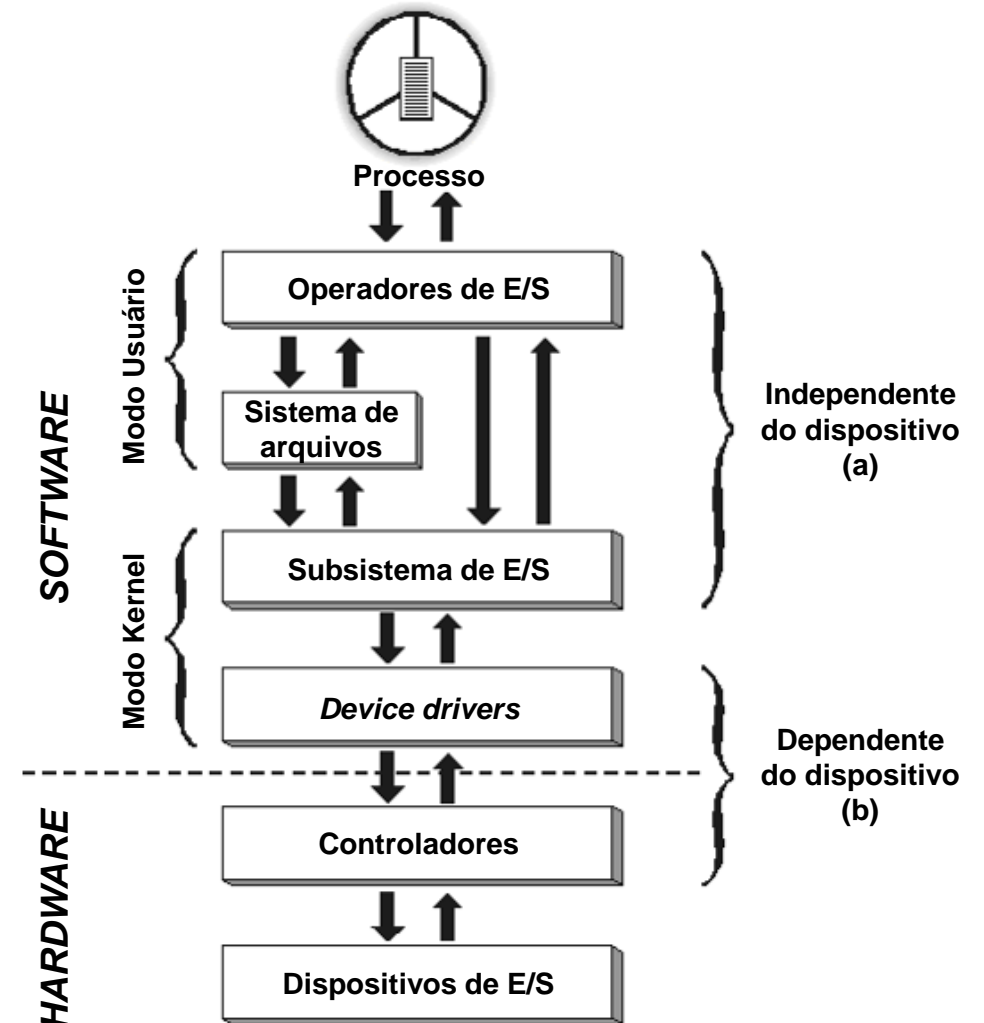 Processo
Operadores de E/S
Modo Usuário
Sistema de
arquivos
Independente
do dispositivo
(a)
SOFTWARE
Subsistema de E/S
Modo Kernel
Device drivers
Dependente
do dispositivo
(b)
Controladores
HARDWARE
Dispositivos de E/S